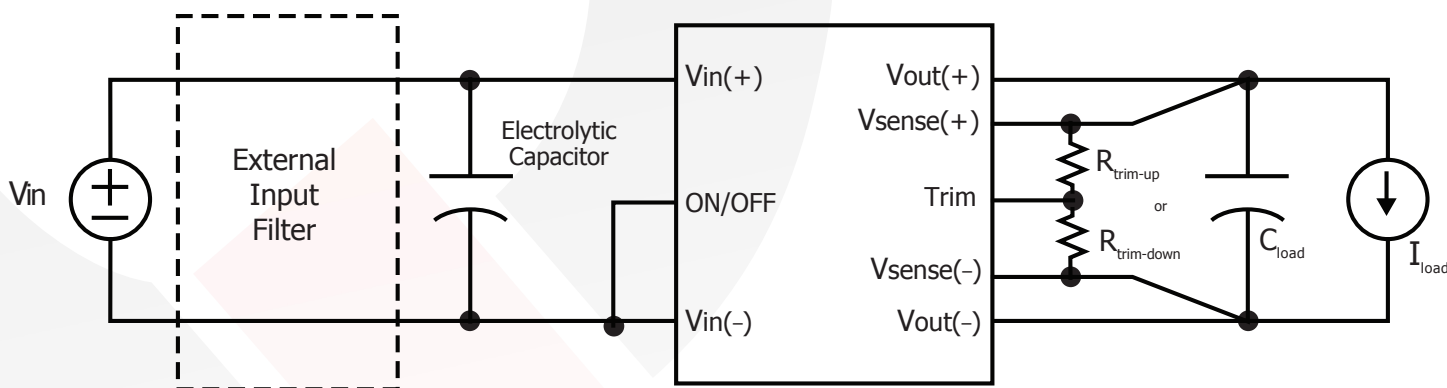 Vin
External
Input
Filter
Electrolytic
Capacitor
Vin(+)
ON/OFF
Vin(−)
Vout(+)
Vsense(+)
Trim
Vsense(−)
Vout(−)
Rtrim-up
or
Rtrim-down
Cload
Iload